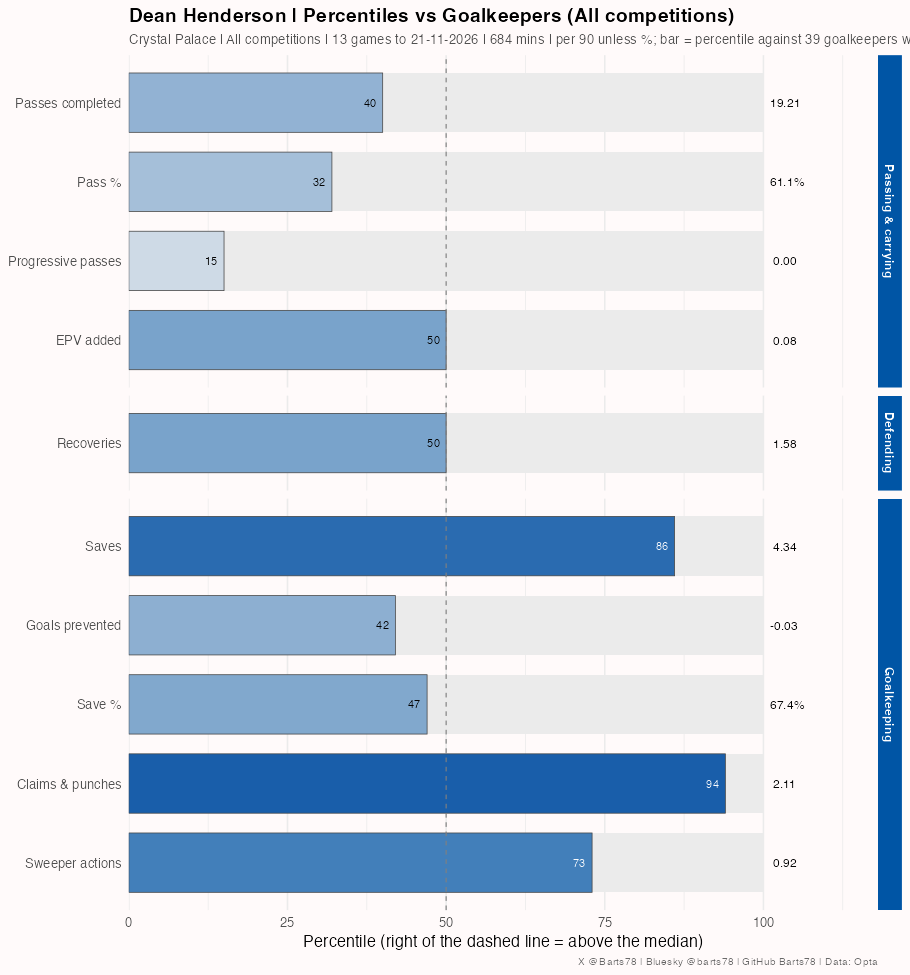 Dean Henderson | Percentiles vs Goalkeepers (All competitions)
Crystal Palace | All competitions | 13 games to 21-11-2026 | 684 mins | per 90 unless %; bar = percentile against 39 goalkeepers
Passes completed 40 19.21
Pass % 32 61.1%
Progressive passes 15 0.00
EPV added 50 0.08
Passing & carrying
Recoveries 50 1.58
Defending
Saves 86 4.34
Goals prevented 42 -0.03
Save % 47 67.4%
Claims & punches 94 2.11
Sweeper actions 73 0.92
Goalkeeping
0 25 50 75 100
Percentile (right of the dashed line = above the median)
X @Barts78 | Bluesky @barts78 | GitHub Barts78 | Data: Opta